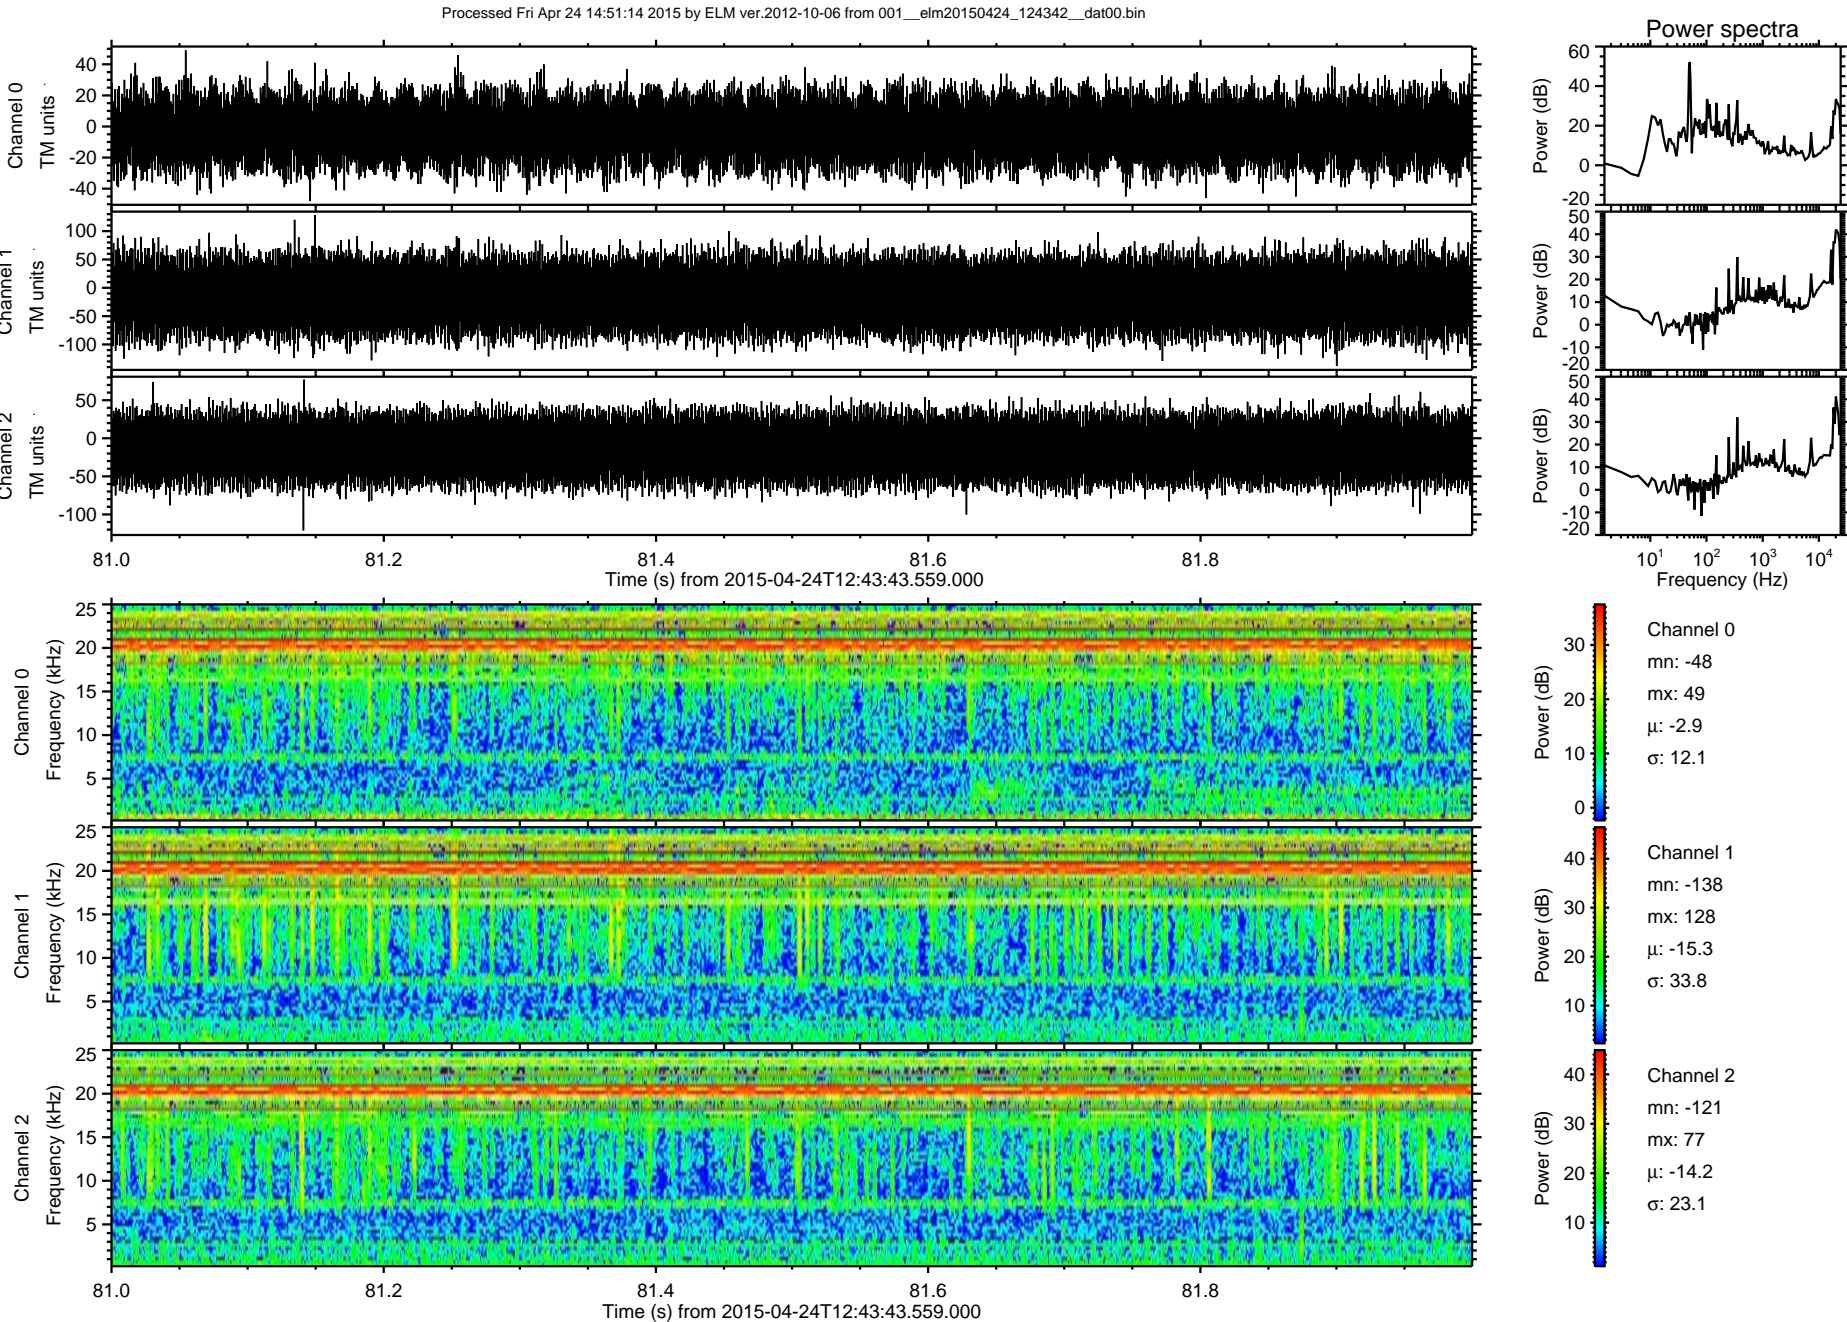 Processed Fri Apr 24 14:51:14 2015 by ELM ver.2012-10-06 from 001__elm20150424_124342__dat00.bin
Power spectra
Channel 0
TM units
40
20
0
-20
-40
Power (dB)
60
40
20
0
-20
Channel 1
TM units
100
50
0
-50
-100
Power (dB)
50
40
30
20
10
0
-10
-20
Channel 2
TM units
50
0
-50
-100
Power (dB)
50
40
30
20
10
0
-10
-20
81.0 81.2 81.4 81.6 81.8
Time (s) from 2015-04-24T12:43:43.559.000
10¹ 10² 10³ 10⁴
Frequency (Hz)
Channel 0
Frequency (kHz)
25
20
15
10
5
Power (dB)
30
20
10
0
Channel 0
mn: -48
mx: 49
μ: -2.9
σ: 12.1
Channel 1
Frequency (kHz)
25
20
15
10
5
Power (dB)
40
30
20
10
Channel 1
mn: -138
mx: 128
μ: -15.3
σ: 33.8
Channel 2
Frequency (kHz)
25
20
15
10
5
Power (dB)
40
30
20
10
Channel 2
mn: -121
mx: 77
μ: -14.2
σ: 23.1
81.0 81.2 81.4 81.6 81.8
Time (s) from 2015-04-24T12:43:43.559.000